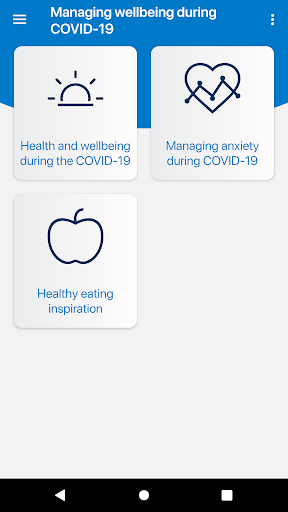 Managing wellbeing during
COVID-19
Health and wellbeing
during the COVID-19
Managing anxiety
during COVID-19
Healthy eating
inspiration